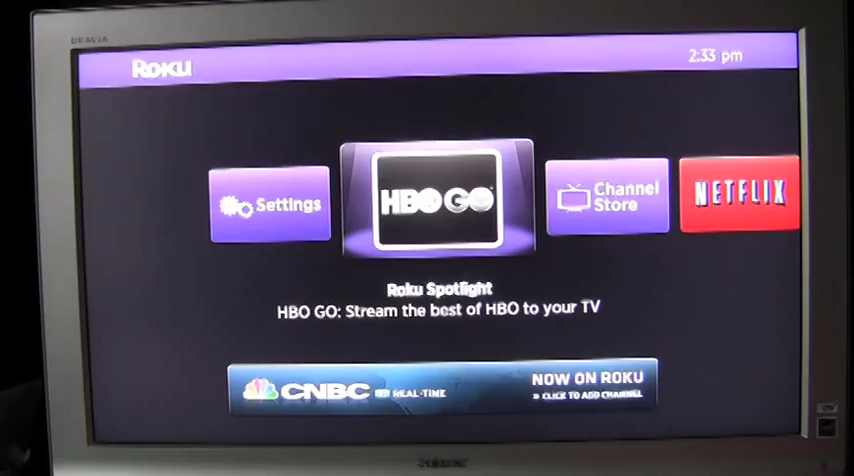 BRAVIA
ROKU
2:33 pm
Settings
HBO GO
Channel
Store
NETFLIX
Roku Spotlight
HBO GO: Stream the best of HBO to your TV
CNBC REAL-TIME
NOW ON ROKU
» CLICK TO ADD CHANNEL